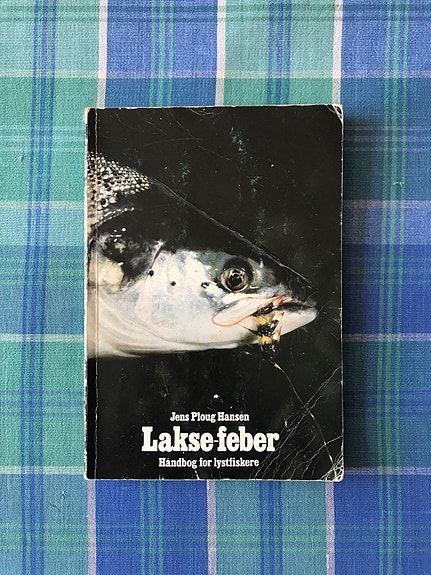 Jens Ploug Hansen
Lakse-feber
Håndbog for lystfiskere